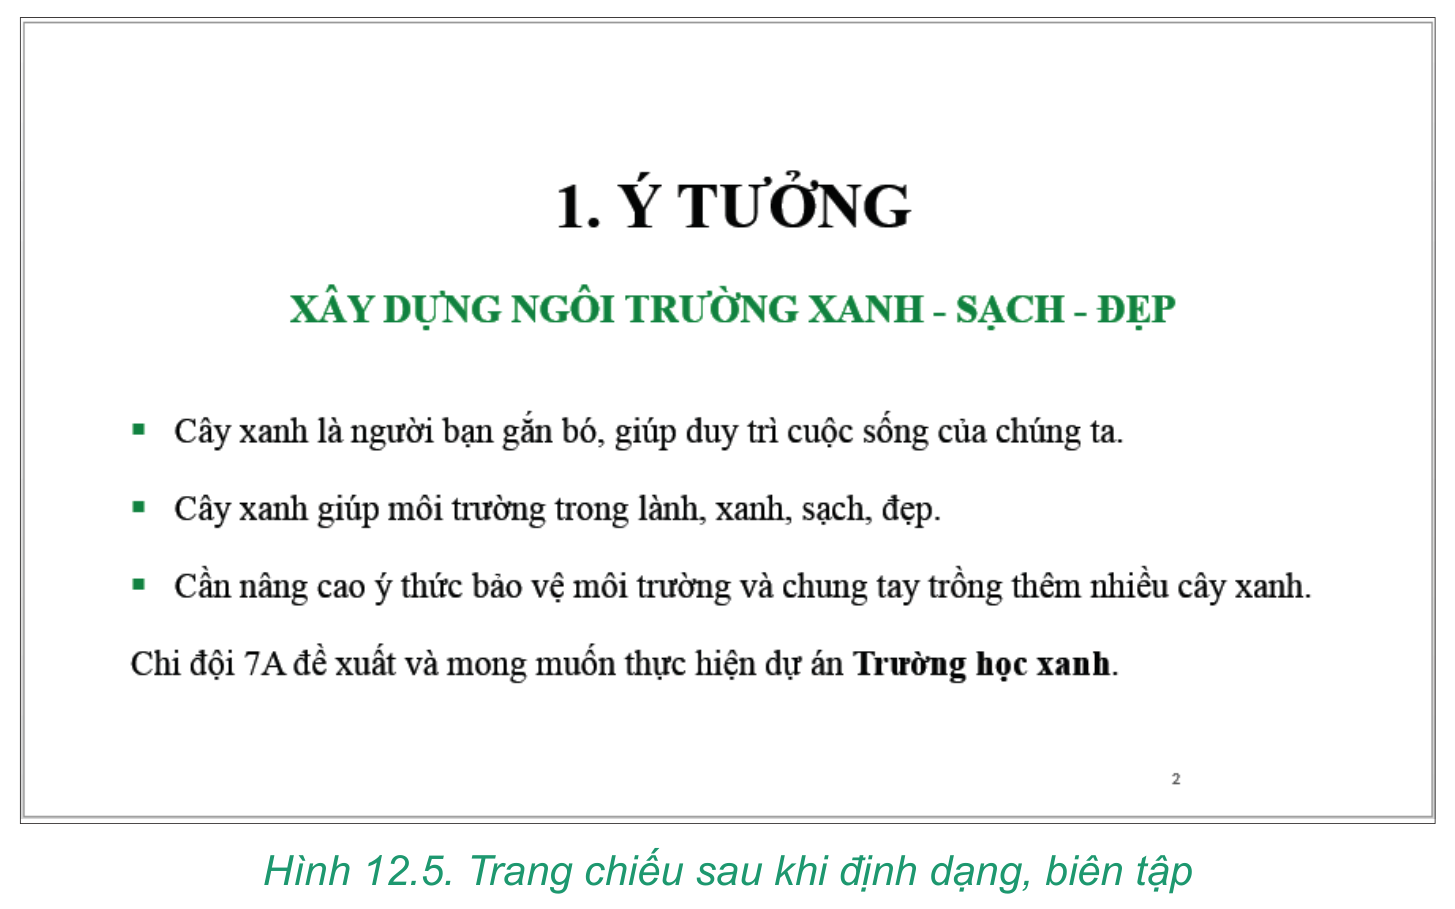 1. Ý TƯỞNG
XÂY DỰNG NGÔI TRƯỜNG XANH - SẠCH - ĐẸP
▪ Cây xanh là người bạn gắn bó, giúp duy trì cuộc sống của chúng ta.
▪ Cây xanh giúp môi trường trong lành, xanh, sạch, đẹp.
▪ Cần nâng cao ý thức bảo vệ môi trường và chung tay trồng thêm nhiều cây xanh.
Chi đội 7A đề xuất và mong muốn thực hiện dự án Trường học xanh.
2
Hình 12.5. Trang chiếu sau khi định dạng, biên tập